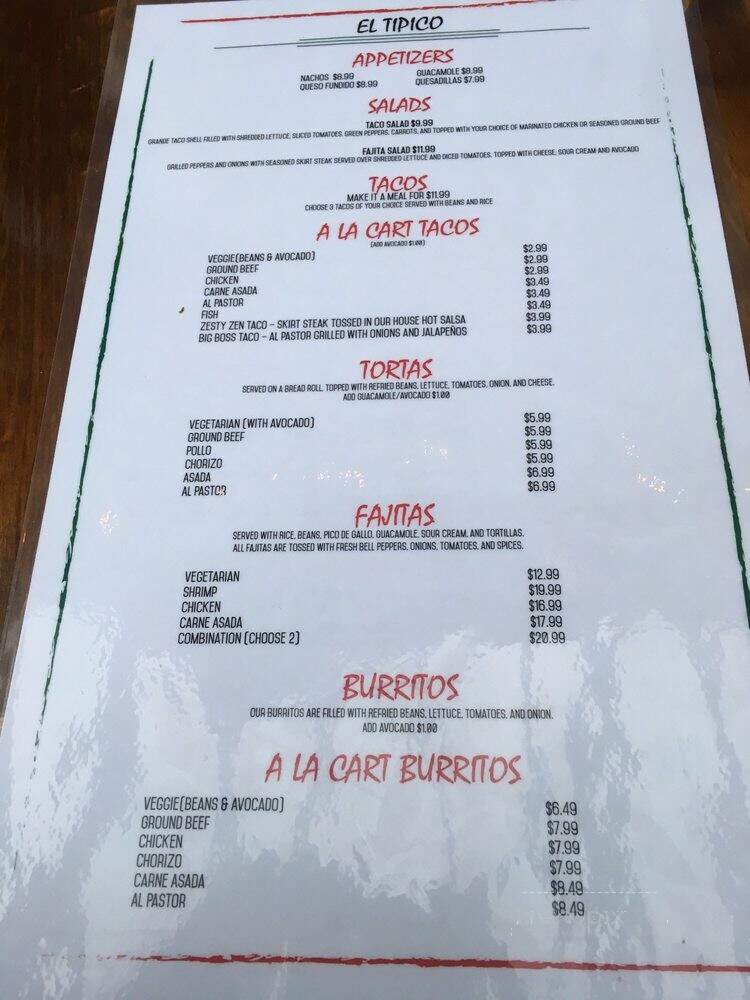 EL TIPICO
APPETIZERS
NACHOS $8.99 GUACAMOLE $8.99
QUESO FUNDIDO $8.99 QUESADILLAS $7.99
SALADS
TACO SALAD $9.99
GRANDE TACO SHELL FILLED WITH SHREDDED LETTUCE, SLICED TOMATOES, GREEN PEPPERS, CARROTS, AND TOPPED WITH YOUR CHOICE OF MARINATED CHICKEN OR SEASONED GROUND BEEF
FAJITA SALAD $11.99
GRILLED PEPPERS AND ONIONS WITH SEASONED SKIRT STEAK SERVED OVER SHREDDED LETTUCE AND DICED TOMATOES, TOPPED WITH CHEESE, SOUR CREAM AND AVOCADO
TACOS
MAKE IT A MEAL FOR $11.99
CHOOSE 3 TACOS OF YOUR CHOICE SERVED WITH BEANS AND RICE
A LA CART TACOS
(ADD AVOCADO $1.00)
VEGGIE(BEANS & AVOCADO) $2.99
GROUND BEEF $2.99
CHICKEN $2.99
CARNE ASADA $3.49
AL PASTOR $3.49
FISH $3.49
ZESTY ZEN TACO - SKIRT STEAK TOSSED IN OUR HOUSE HOT SALSA $3.99
BIG BOSS TACO - AL PASTOR GRILLED WITH ONIONS AND JALAPEÑOS $3.99
TORTAS
SERVED ON A BREAD ROLL, TOPPED WITH REFRIED BEANS, LETTUCE, TOMATOES, ONION, AND CHEESE.
ADD GUACAMOLE/AVOCADO $1.00
VEGETARIAN (WITH AVOCADO) $5.99
GROUND BEEF $5.99
POLLO $5.99
CHORIZO $5.99
ASADA $6.99
AL PASTOR $6.99
FAJITAS
SERVED WITH RICE, BEANS, PICO DE GALLO, GUACAMOLE, SOUR CREAM, AND TORTILLAS.
ALL FAJITAS ARE TOSSED WITH FRESH BELL PEPPERS, ONIONS, TOMATOES, AND SPICES.
VEGETARIAN $12.99
SHRIMP $19.99
CHICKEN $16.99
CARNE ASADA $17.99
COMBINATION (CHOOSE 2) $20.99
BURRITOS
OUR BURRITOS ARE FILLED WITH REFRIED BEANS, LETTUCE, TOMATOES, AND ONION.
ADD AVOCADO $1.00
A LA CART BURRITOS
VEGGIE(BEANS & AVOCADO) $6.49
GROUND BEEF $7.99
CHICKEN $7.99
CHORIZO $7.99
CARNE ASADA $8.49
AL PASTOR $8.49